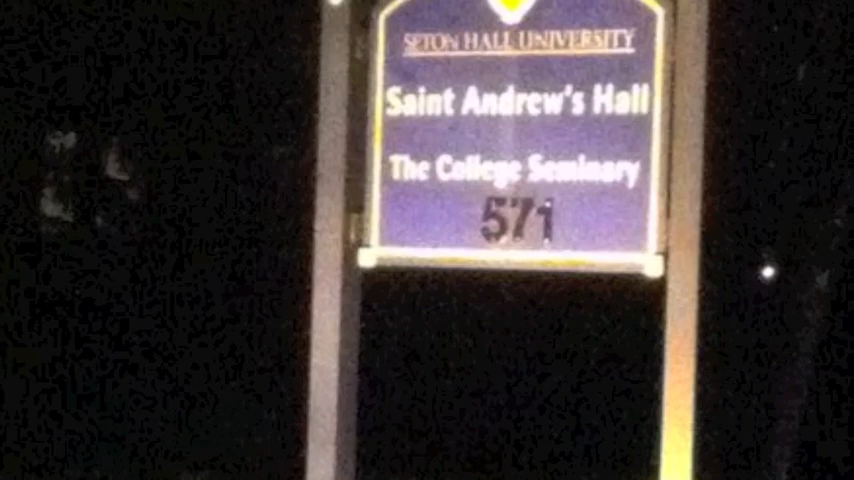 SETON HALL UNIVERSITY
Saint Andrew's Hall
The College Seminary
571